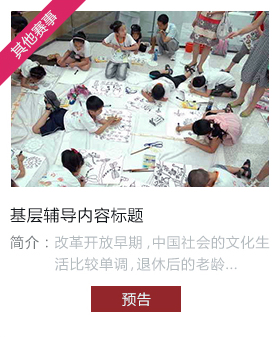 其他赛事
基层辅导内容标题
简介：改革开放早期，中国社会的文化生
活比较单调，退休后的老龄...
预告